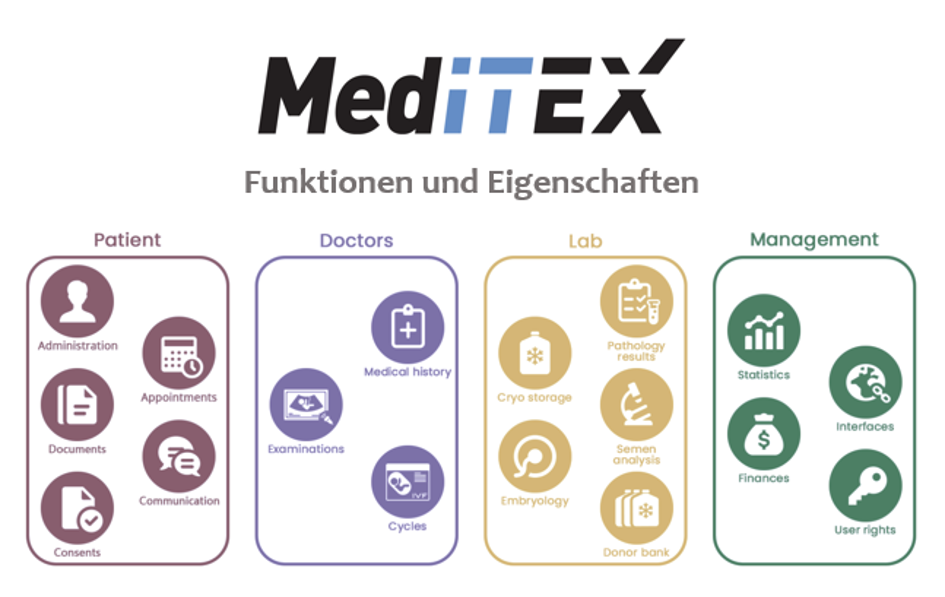 MedITEX
Funktionen und Eigenschaften
Patient
Administration
Appointments
Documents
Communication
Consents
Doctors
Medical history
Examinations
IVF
Cycles
Lab
Pathology
results
Cryo storage
Semen
analysis
Embryology
Donor bank
Management
Statistics
Interfaces
$
Finances
User rights